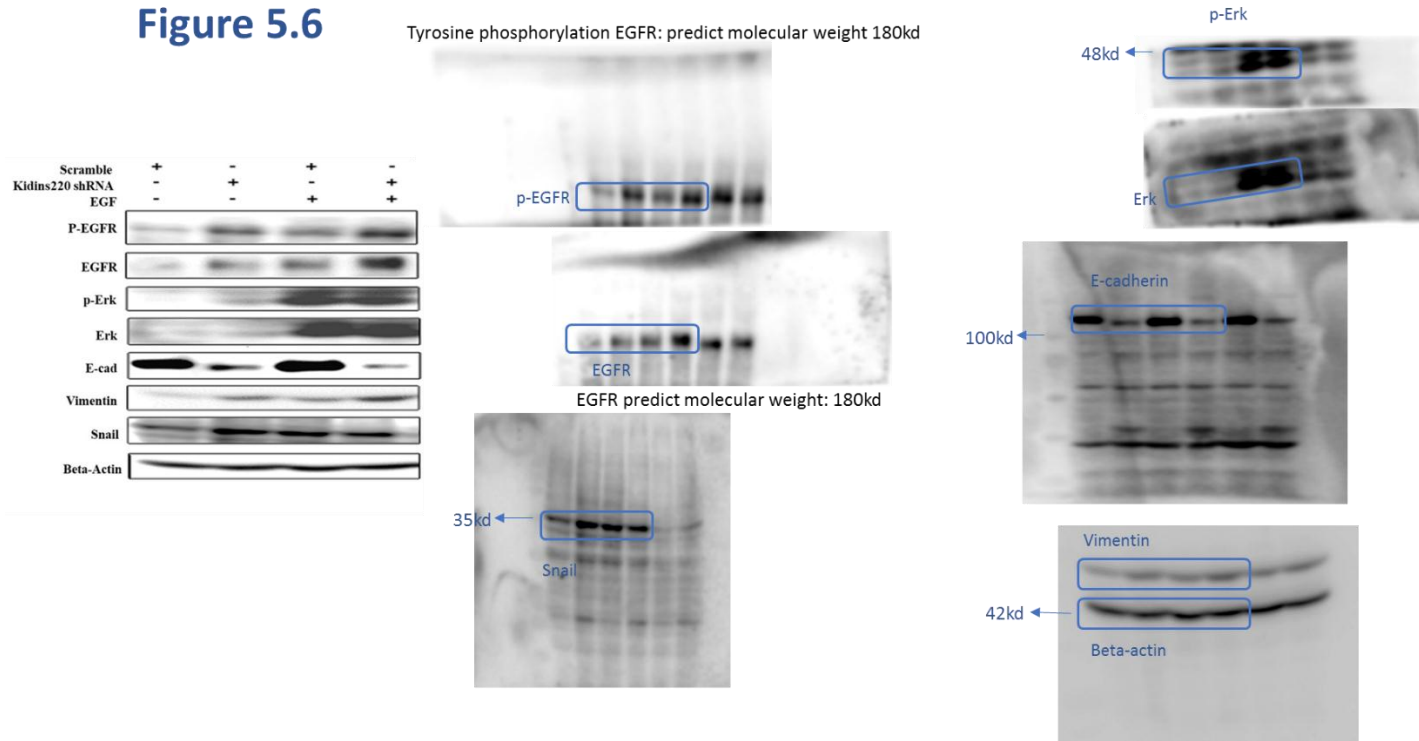 Figure 5.6
Scramble + - + -
Kidins220 shRNA - + - +
EGF - - + +
P-EGFR
EGFR
p-Erk
Erk
E-cad
Vimentin
Snail
Beta-Actin
Tyrosine phosphorylation EGFR: predict molecular weight 180kd
p-EGFR
EGFR
EGFR predict molecular weight: 180kd
35kd
Snail
p-Erk
48kd
Erk
E-cadherin
100kd
Vimentin
42kd
Beta-actin